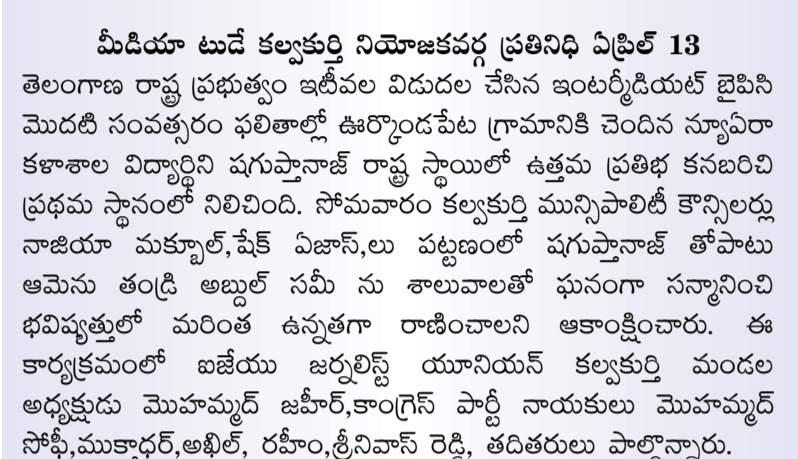 మీడియా టుడే కల్వకుర్తి నియోజకవర్గ ప్రతినిధి ఏప్రిల్ 13
తెలంగాణ రాష్ట్ర ప్రభుత్వం ఇటీవల విడుదల చేసిన ఇంటర్మీడియట్ బైపిసి
మొదటి సంవత్సరం ఫలితాల్లో ఊర్కొండపేట గ్రామానికి చెందిన న్యూఏరా
కళాశాల విద్యార్థిని షగుప్తానాజ్ రాష్ట్ర స్థాయిలో ఉత్తమ ప్రతిభ కనబరిచి
ప్రథమ స్థానంలో నిలిచింది. సోమవారం కల్వకుర్తి మున్సిపాలిటీ కౌన్సిలర్లు
నాజియా మక్బూల్,షేక్ ఏజాస్,లు పట్టణంలో షగుప్తానాజ్ తోపాటు
ఆమెను తండ్రి అబ్దుల్ సమీ ను శాలువాలతో ఘనంగా సన్మానించి
భవిష్యత్తులో మరింత ఉన్నతగా రాణించాలని ఆకాంక్షించారు. ఈ
కార్యక్రమంలో ఐజేయు జర్నలిస్ట్ యూనియన్ కల్వకుర్తి మండల
అధ్యక్షుడు మొహమ్మద్ జహీర్,కాంగ్రెస్ పార్టీ నాయకులు మొహమ్మద్
సోఫీ,ముక్తాధర్,అఖిల్, రహీం,శ్రీనివాస్ రెడ్డి, తదితరులు పాల్గొన్నారు.